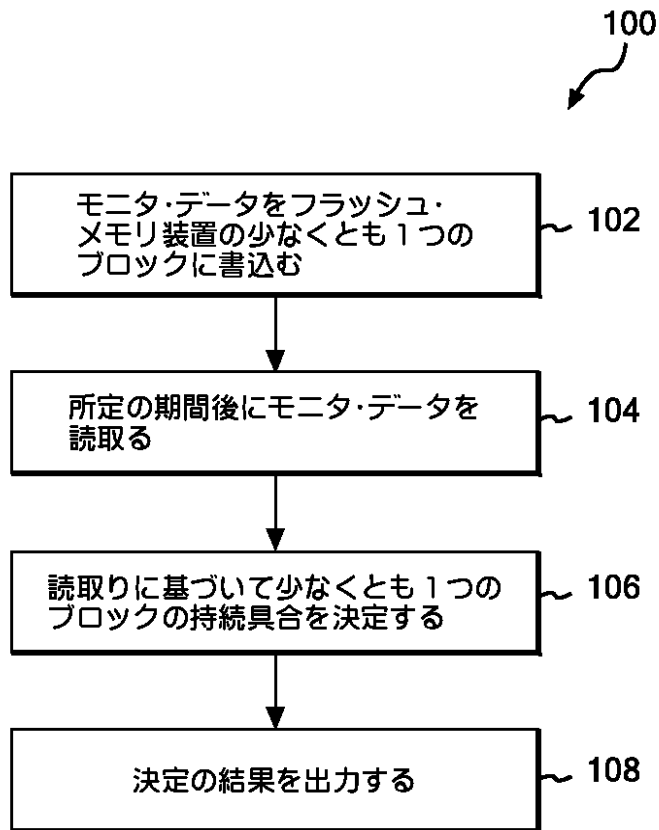 100
モニタ・データをフラッシュ・
メモリ装置の少なくとも1つの
ブロックに書込む
102
所定の期間後にモニタ・データを
読取る
104
読取りに基づいて少なくとも1つの
ブロックの持続具合を決定する
106
決定の結果を出力する
108